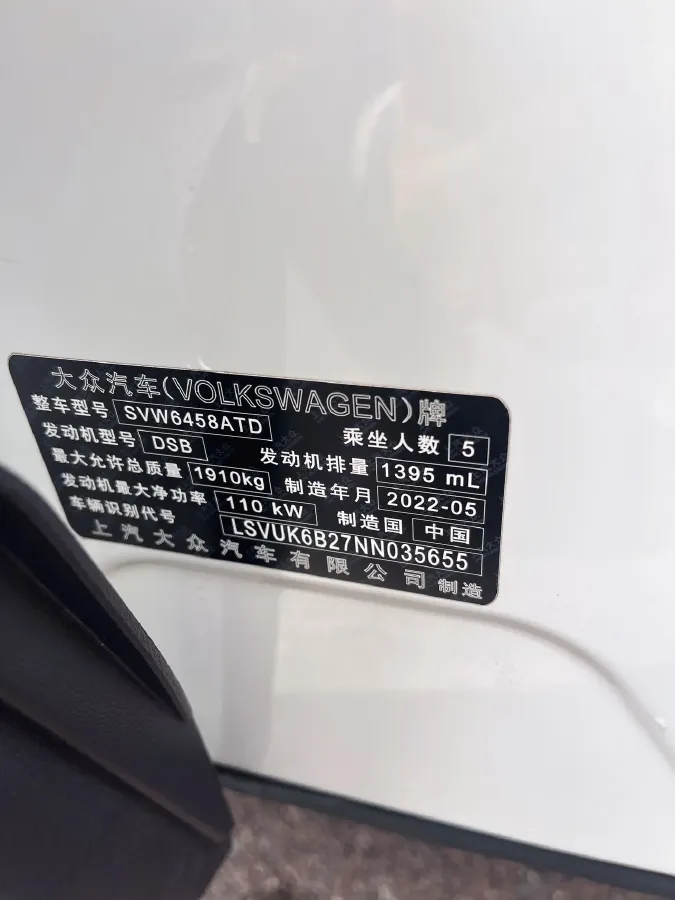 大众汽车(VOLKSWAGEN)牌
整车型号 SVW6458ATD 乘坐人数 5
发动机型号 DSB 发动机排量 1395 mL
最大允许总质量 1910kg 制造年月 2022-05
发动机最大净功率 110 kW 制造国 中国
车辆识别代号 LSVUK6B27NN035655
上汽大众汽车有限公司 制造